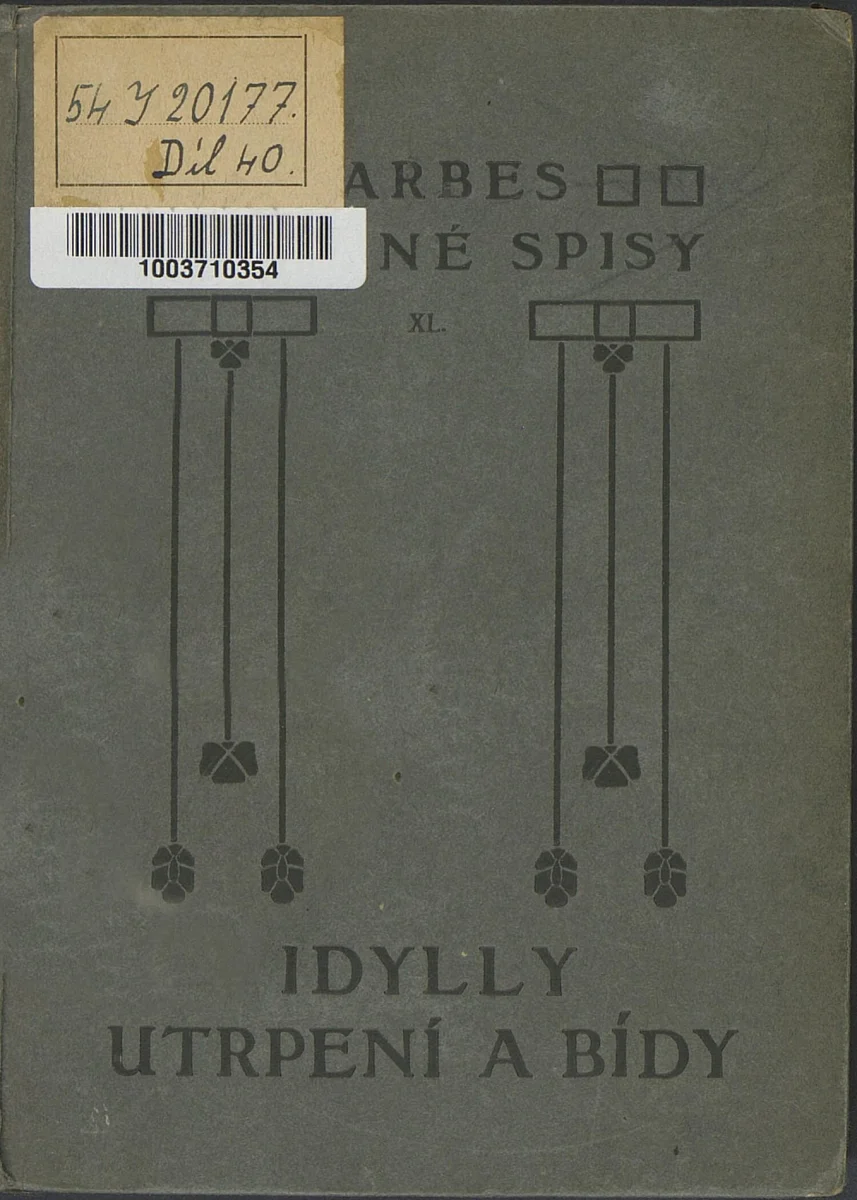 54 J 20177.
Díl 40.
1003710354
ARBES
NÉ SPISY
XL.
IDYLLY
UTRPENÍ A BÍDY